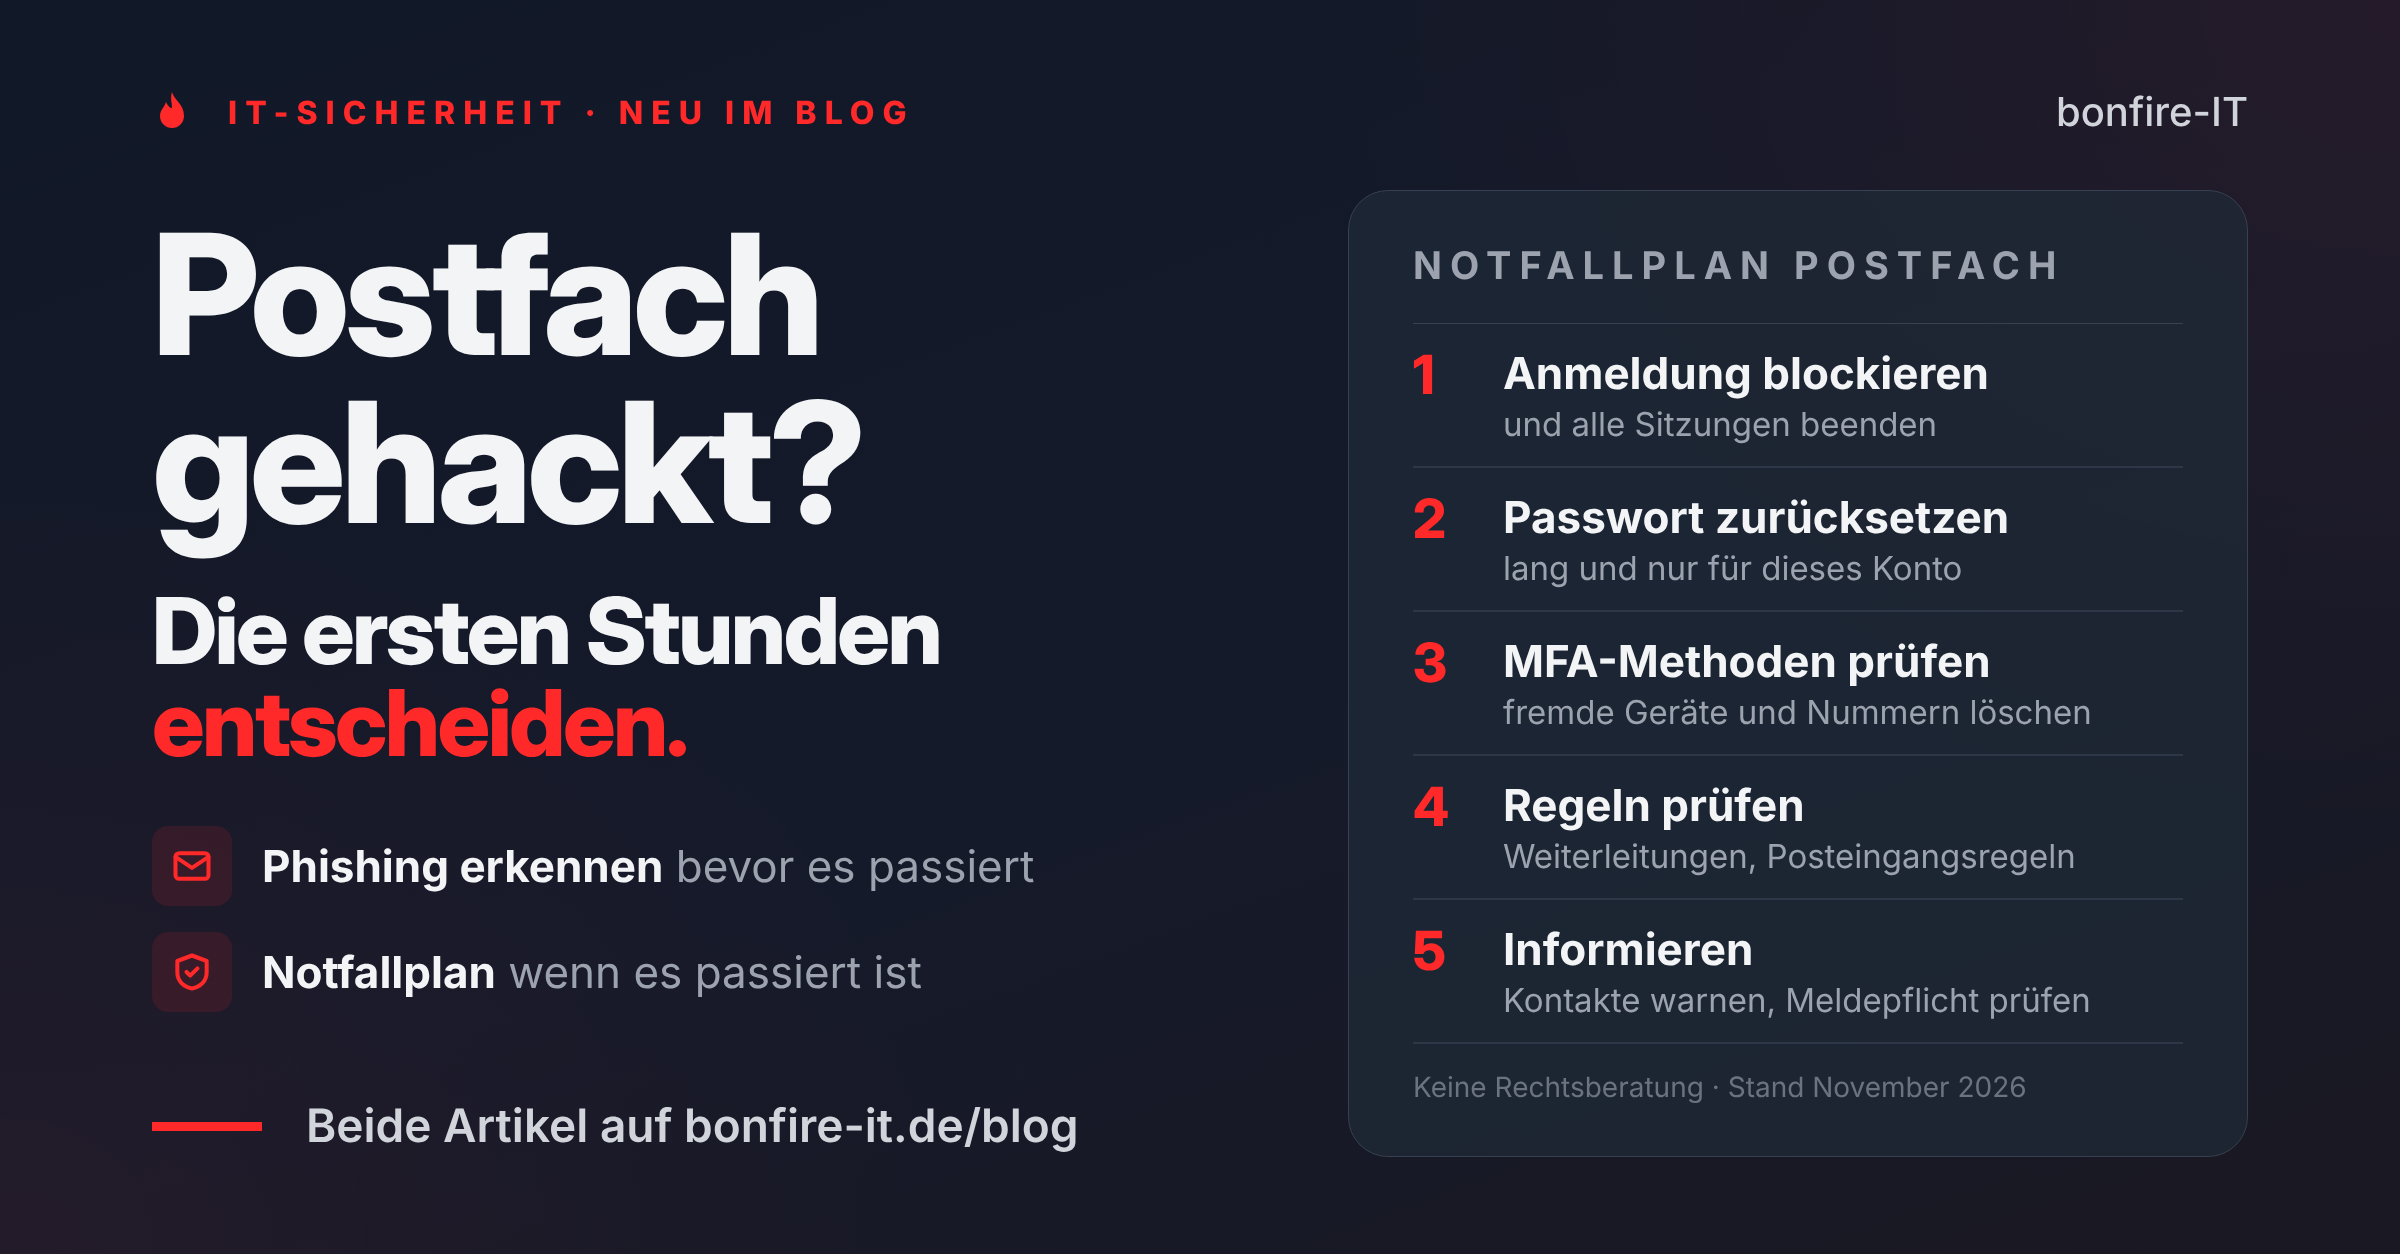 IT-SICHERHEIT · NEU IM BLOG
bonfire-IT
Postfach
gehackt?
Die ersten Stunden
entscheiden.
Phishing erkennen bevor es passiert
Notfallplan wenn es passiert ist
Beide Artikel auf bonfire-it.de/blog
NOTFALLPLAN POSTFACH
1 Anmeldung blockieren
und alle Sitzungen beenden
2 Passwort zurücksetzen
lang und nur für dieses Konto
3 MFA-Methoden prüfen
fremde Geräte und Nummern löschen
4 Regeln prüfen
Weiterleitungen, Posteingangsregeln
5 Informieren
Kontakte warnen, Meldepflicht prüfen
Keine Rechtsberatung · Stand November 2026